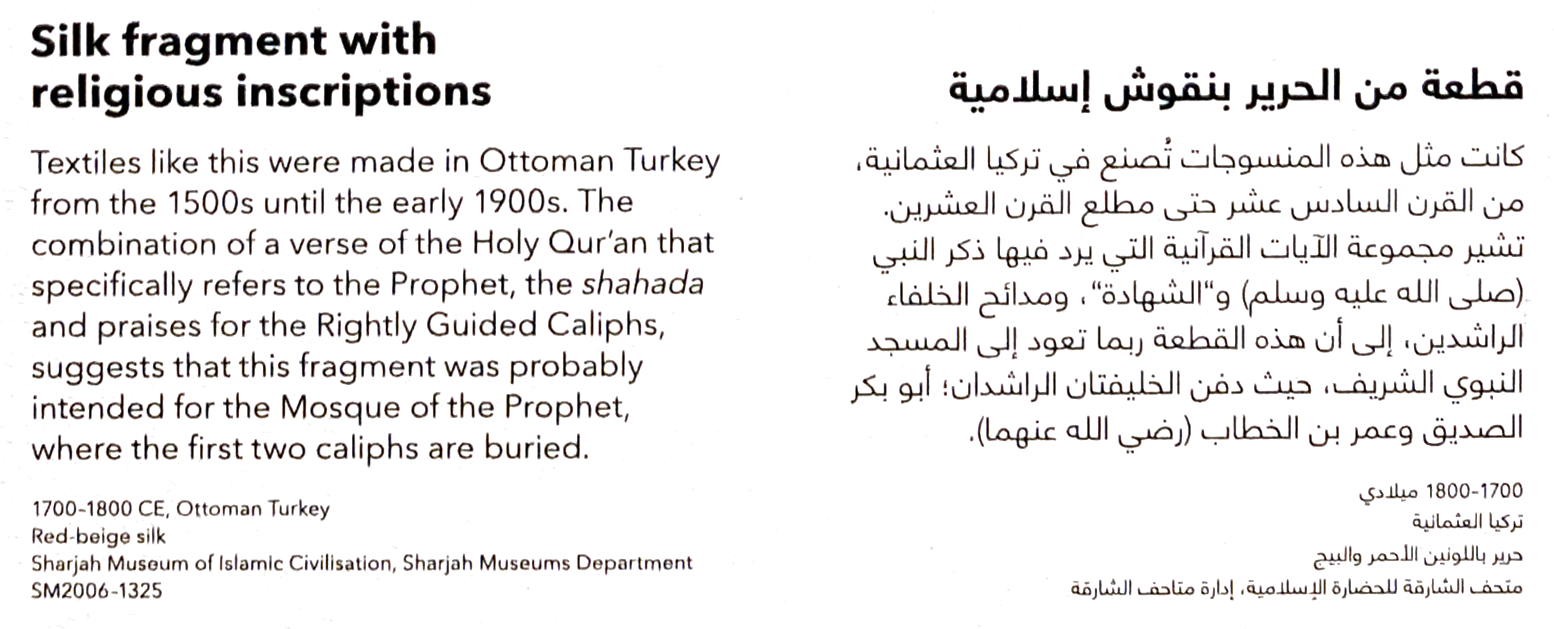 Silk fragment with
religious inscriptions
Textiles like this were made in Ottoman Turkey
from the 1500s until the early 1900s. The
combination of a verse of the Holy Qur'an that
specifically refers to the Prophet, the shahada
and praises for the Rightly Guided Caliphs,
suggests that this fragment was probably
intended for the Mosque of the Prophet,
where the first two caliphs are buried.
1700-1800 CE, Ottoman Turkey
Red-beige silk
Sharjah Museum of Islamic Civilisation, Sharjah Museums Department
SM2006-1325
قطعة من الحرير بنقوش إسلامية
كانت مثل هذه المنسوجات تُصنع في تركيا العثمانية،
من القرن السادس عشر حتى مطلع القرن العشرين.
تشير مجموعة الآيات القرآنية التي يرد فيها ذكر النبي
(صلى الله عليه وسلم) و"الشهادة"، ومدائح الخلفاء
الراشدين، إلى أن هذه القطعة ربما تعود إلى المسجد
النبوي الشريف، حيث دفن الخليفتان الراشدان؛ أبو بكر
الصديق وعمر بن الخطاب (رضي الله عنهما).
1700-1800 ميلادي
تركيا العثمانية
حرير باللونين الأحمر والبيج
متحف الشارقة للحضارة الإسلامية، إدارة متاحف الشارقة